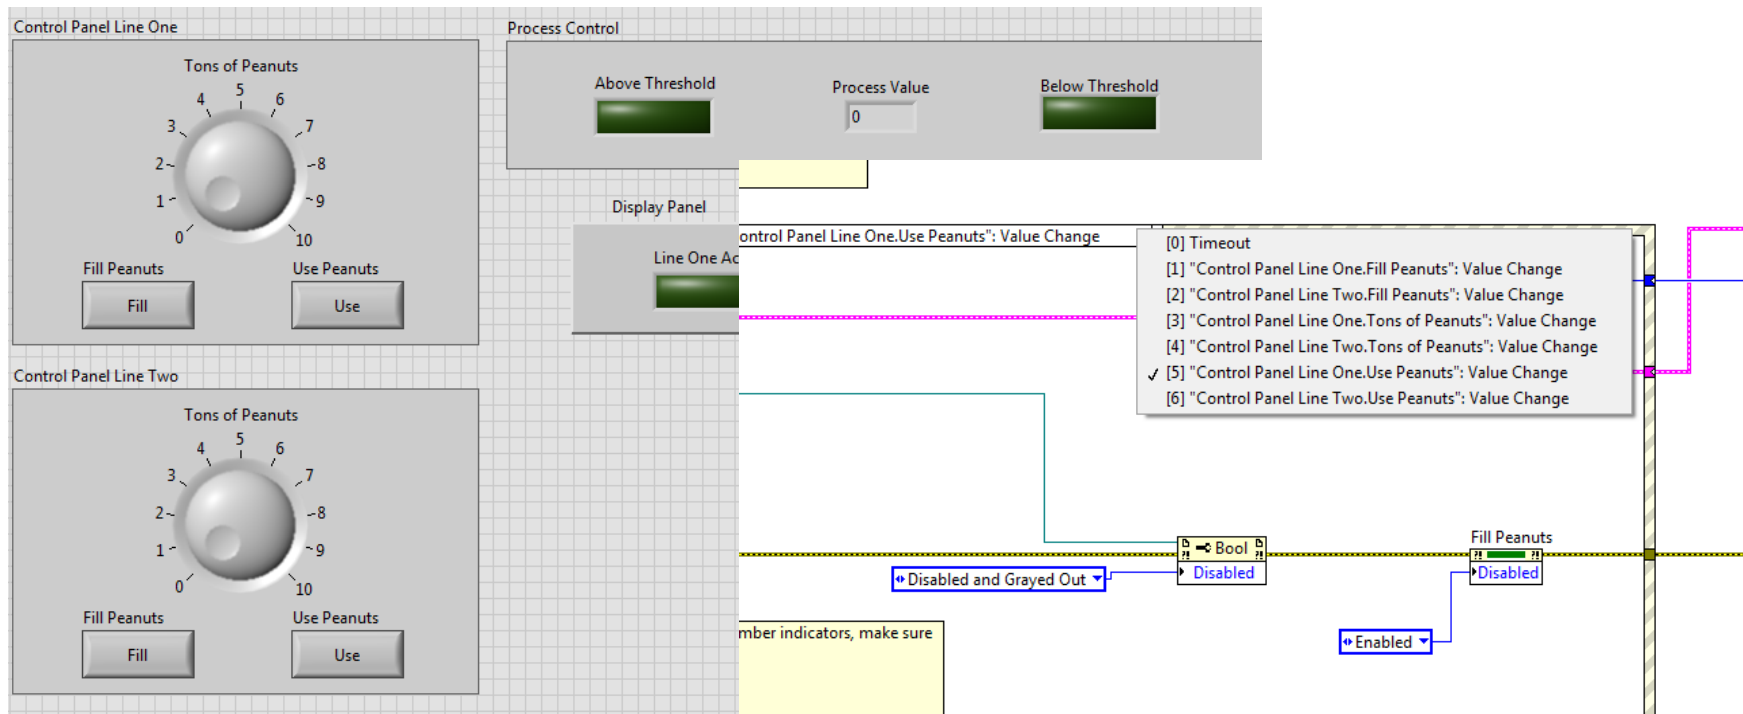 Control Panel Line One
Tons of Peanuts
0 1 2 3 4 5 6 7 8 9 10
Fill Peanuts
Use Peanuts
Fill
Use
Control Panel Line Two
Tons of Peanuts
0 1 2 3 4 5 6 7 8 9 10
Fill Peanuts
Use Peanuts
Fill
Use
Process Control
Above Threshold
Process Value
0
Below Threshold
Display Panel
Line One Ac
ontrol Panel Line One.Use Peanuts": Value Change
[0] Timeout
[1] "Control Panel Line One.Fill Peanuts": Value Change
[2] "Control Panel Line Two.Fill Peanuts": Value Change
[3] "Control Panel Line One.Tons of Peanuts": Value Change
[4] "Control Panel Line Two.Tons of Peanuts": Value Change
✓ [5] "Control Panel Line One.Use Peanuts": Value Change
[6] "Control Panel Line Two.Use Peanuts": Value Change
Bool
Disabled
Disabled and Grayed Out
Fill Peanuts
Disabled
Enabled
mber indicators, make sure